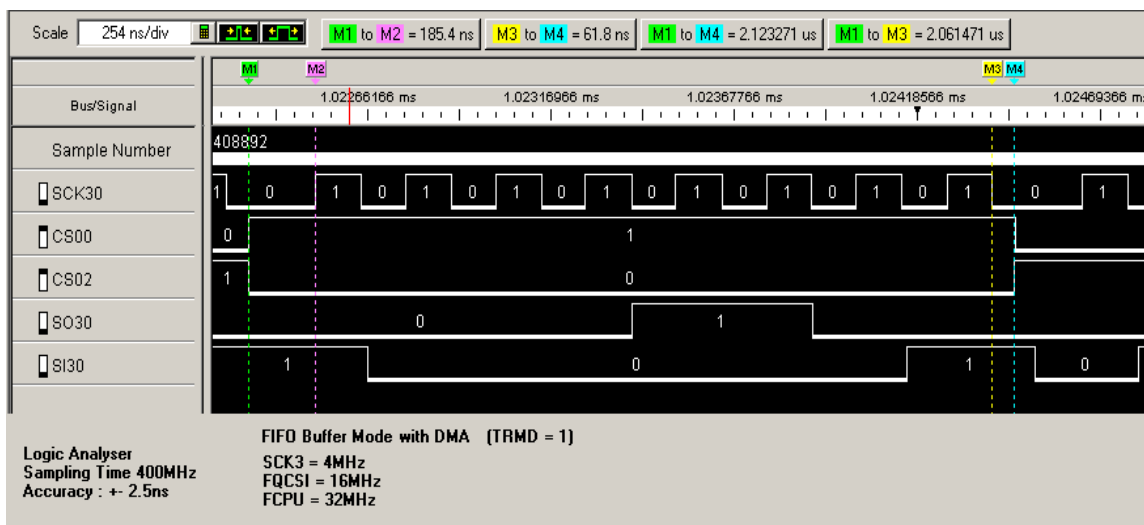 Scale 254 ns/div M1 to M2 = 185.4 ns M3 to M4 = 61.8 ns M1 to M4 = 2.123271 us M1 to M3 = 2.061471 us
M1 M2 M3 M4
Bus/Signal 1.02266166 ms 1.02316966 ms 1.02367766 ms 1.02418566 ms 1.02469366 m
Sample Number 408892
SCK30 1 0 1 0 1 0 1 0 1 0 1 0 1 0 1 0 1 0 1
CS00 0 1
CS02 1 0
SO30 0 1
SI30 1 0 1 0
FIFO Buffer Mode with DMA (TRMD = 1)
Logic Analyser
Sampling Time 400MHz
Accuracy : +- 2.5ns
SCK3 = 4MHz
FQCSI = 16MHz
FCPU = 32MHz